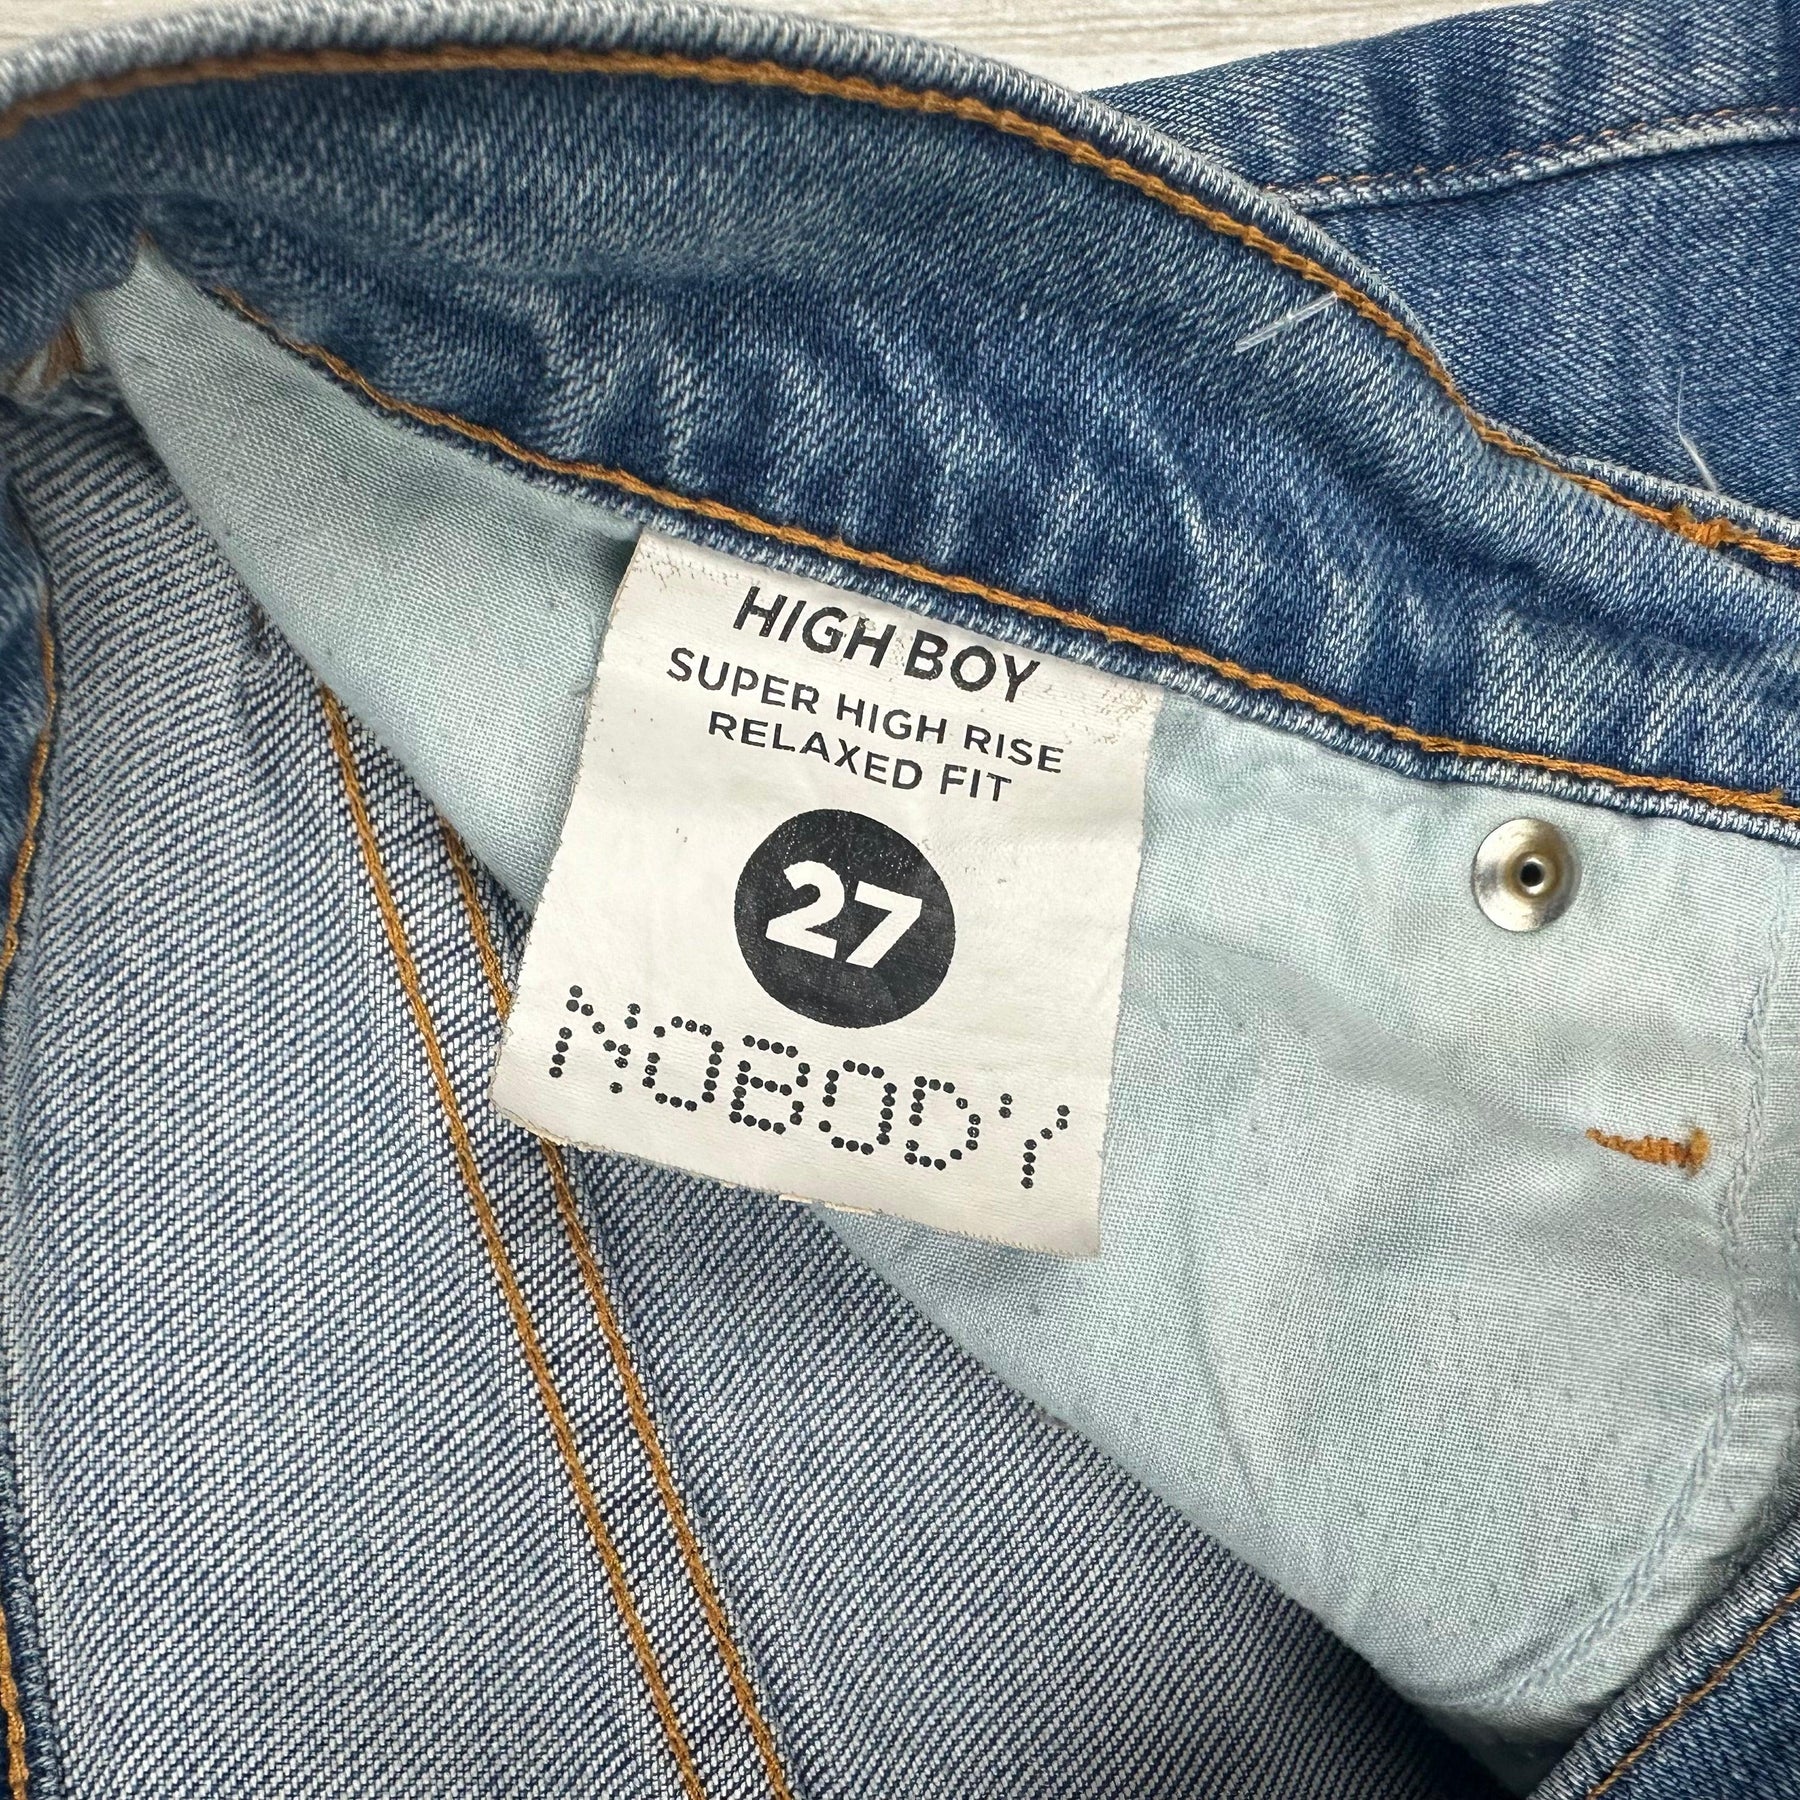 HIGH BOY
SUPER HIGH RISE
RELAXED FIT
27
NOBODY